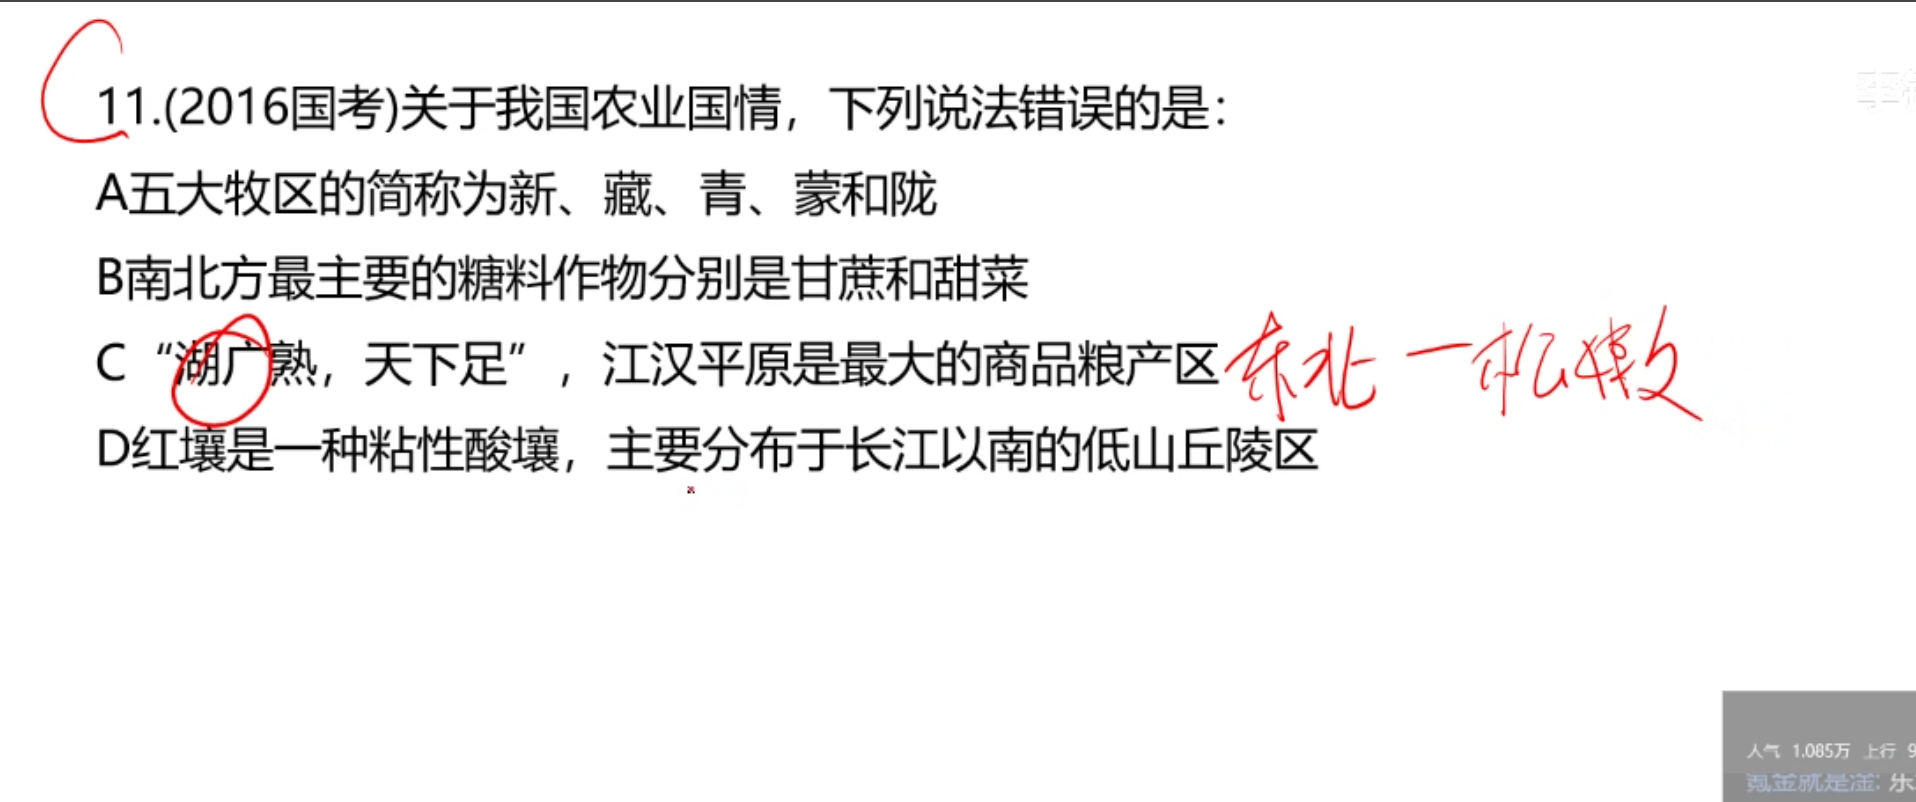 C
11.(2016国考)关于我国农业国情，下列说法错误的是：
A五大牧区的简称为新、藏、青、蒙和陇
B南北方最主要的糖料作物分别是甘蔗和甜菜
C“湖广熟，天下足”，江汉平原是最大的商品粮产区 东北一松嫩
D红壤是一种粘性酸壤，主要分布于长江以南的低山丘陵区
人气 1.085万 上行 9
氪金就是淦: 乐